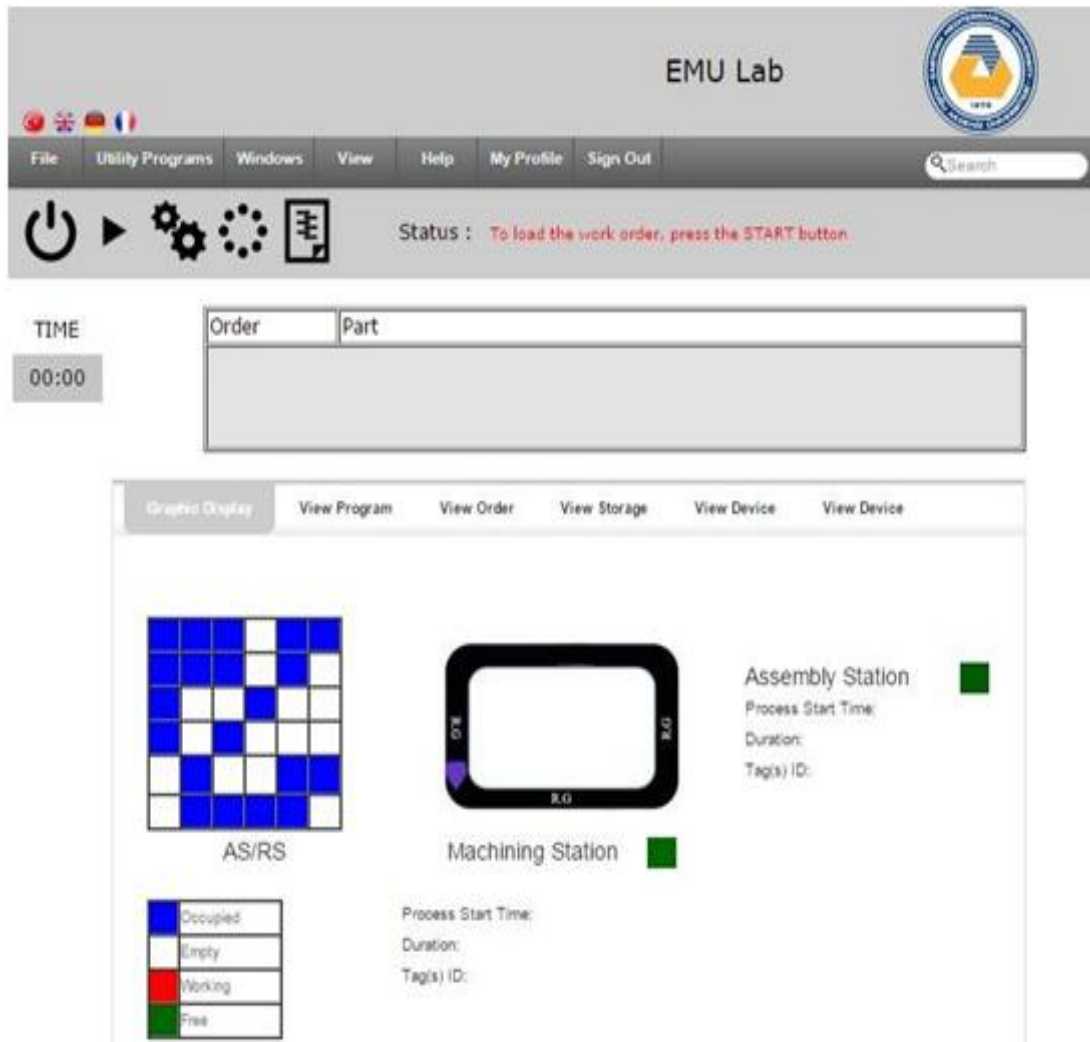 EMU Lab
File Utility Programs Windows View Help My Profile Sign Out Search
Status : To load the work order, press the START button
TIME
00:00
Order Part
Graphic Display View Program View Order View Storage View Device View Device
R.G
R.G
R.G
Assembly Station
Process Start Time:
Duration:
Tag(s) ID:
AS/RS
Machining Station
Occupied
Empty
Working
Free
Process Start Time:
Duration:
Tag(s) ID: